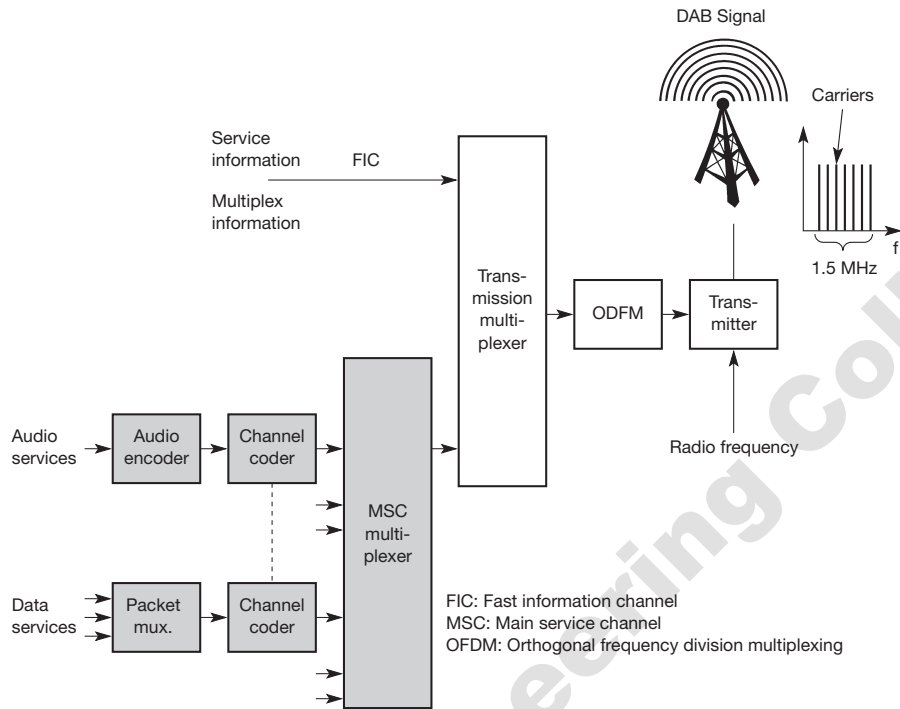 DAB Signal
Carriers
f
1.5 MHz
Service
information
FIC
Multiplex
information
Trans-
mission
multi-
plexer
ODFM
Trans-
mitter
Radio frequency
Audio
services
Audio
encoder
Channel
coder
MSC
multi-
plexer
Data
services
Packet
mux.
Channel
coder
FIC: Fast information channel
MSC: Main service channel
OFDM: Orthogonal frequency division multiplexing
eering Coll